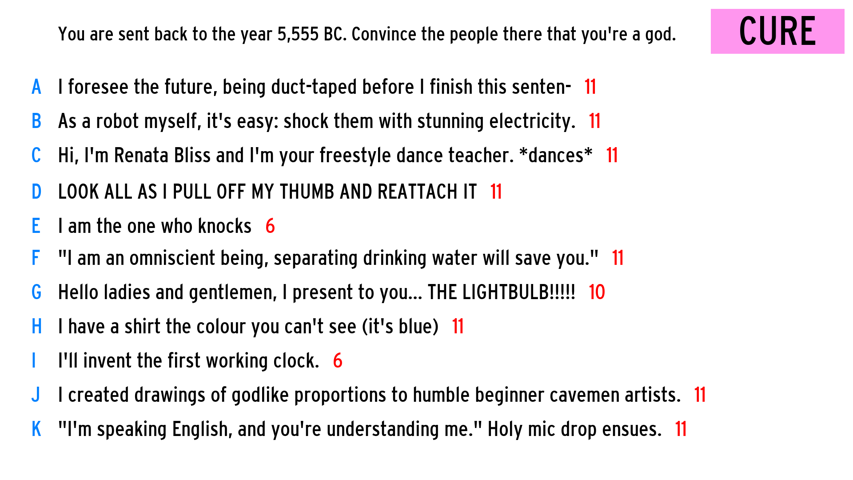 You are sent back to the year 5,555 BC. Convince the people there that you're a god.
CURE
A I foresee the future, being duct-taped before I finish this senten- 11
B As a robot myself, it's easy: shock them with stunning electricity. 11
C Hi, I'm Renata Bliss and I'm your freestyle dance teacher. *dances* 11
D LOOK ALL AS I PULL OFF MY THUMB AND REATTACH IT 11
E I am the one who knocks 6
F "I am an omniscient being, separating drinking water will save you." 11
G Hello ladies and gentlemen, I present to you... THE LIGHTBULB!!!!! 10
H I have a shirt the colour you can't see (it's blue) 11
I I'll invent the first working clock. 6
J I created drawings of godlike proportions to humble beginner cavemen artists. 11
K "I'm speaking English, and you're understanding me." Holy mic drop ensues. 11